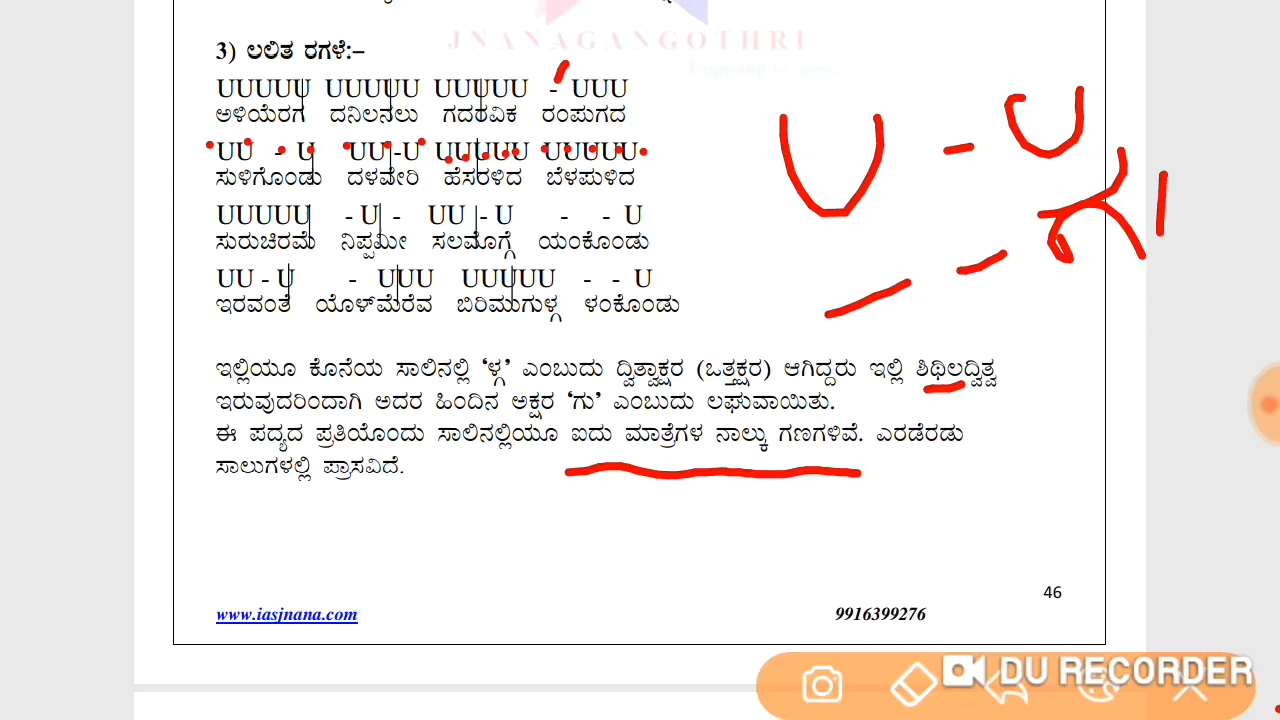 JNANAGANGOTHRI
3) ಲಲಿತ ರಗಳೆ:–
UUUUU UUUUU UUUUU - UUU
ಅಳಿಯೆರಗ ದನಿಲನಲು ಗದರವಿಕ ರಂಪುಗದ
UU - U UU-U UUUUU UUUUU
ಸುಳಿಗೊಂಡು ದಳವೇರಿ ಹೆಸರಳಿದ ಬೆಳಪುಳಿದ
UUUUU -U- UU-U - -U
ಸುರುಚಿರಮೆ ನಿಪ್ಪಮೀ ಸಲಮೊಗ್ಗೆ ಯಂಕೊಂಡು
UU-U - UUU UUUUU - - U
ಇರವಂತೆ ಯೊಳ್ಮೆರೆವ ಬಿರಿಮುಗುಳ್ಗ ಳಂಕೊಂಡು
ಇಲ್ಲಿಯೂ ಕೊನೆಯ ಸಾಲಿನಲ್ಲಿ ‘ಳ್ಗ’ ಎಂಬುದು ದ್ವಿತ್ವಾಕ್ಷರ (ಒತ್ತಕ್ಷರ) ಆಗಿದ್ದರು ಇಲ್ಲಿ ಶಿಥಿಲದ್ವಿತ್ವ
ಇರುವುದರಿಂದಾಗಿ ಅದರ ಹಿಂದಿನ ಅಕ್ಷರ ‘ಗು’ ಎಂಬುದು ಲಘುವಾಯಿತು.
ಈ ಪದ್ಯದ ಪ್ರತಿಯೊಂದು ಸಾಲಿನಲ್ಲಿಯೂ ಐದು ಮಾತ್ರೆಗಳ ನಾಲ್ಕು ಗಣಗಳಿವೆ. ಎರಡೆರಡು
ಸಾಲುಗಳಲ್ಲಿ ಪ್ರಾಸವಿದೆ.
U - U
- -
46
www.iasjnana.com 9916399276
DU RECORDER